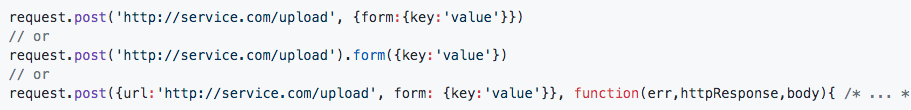 request.post('http://service.com/upload', {form:{key:'value'}})
// or
request.post('http://service.com/upload').form({key:'value'})
// or
request.post({url:'http://service.com/upload', form: {key:'value'}}, function(err,httpResponse,body){ /* ... *